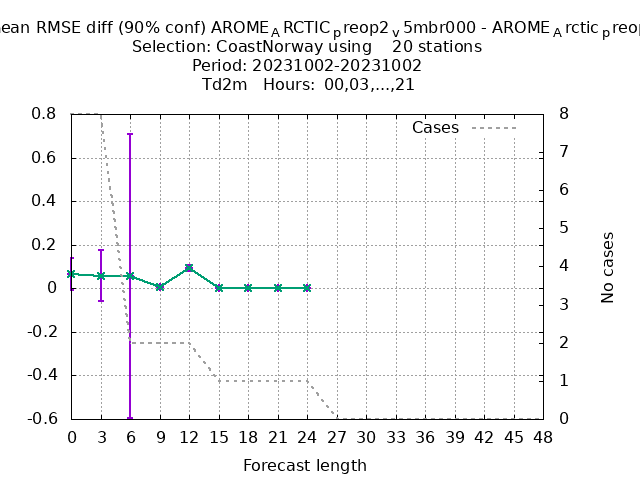 ean RMSE diff (90% conf) AROME_ARCTIC_preop2_v5mbr000 - AROME_Arctic_preop
Selection: CoastNorway using 20 stations
Period: 20231002-20231002
Td2m Hours: 00,03,...,21
Cases
0.8
0.6
0.4
0.2
0
-0.2
-0.4
-0.6
8
7
6
5
4
3
2
1
0
No cases
0 3 6 9 12 15 18 21 24 27 30 33 36 39 42 45 48
Forecast length